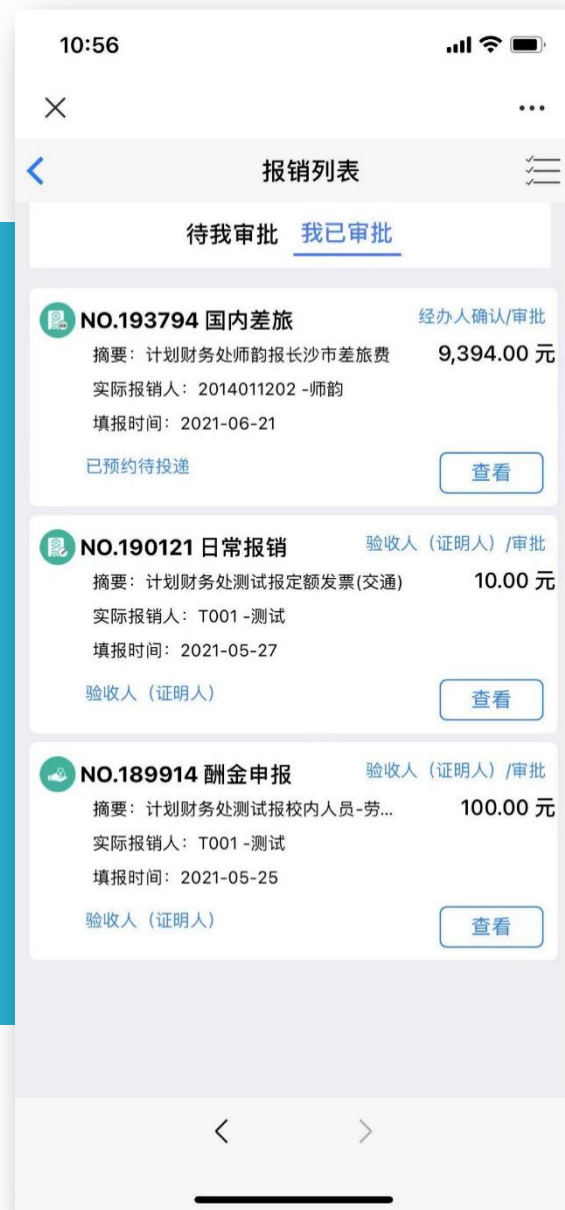 10:56
报销列表
待我审批 我已审批
NO.193794 国内差旅 经办人确认/审批
摘要：计划财务处师韵报长沙市差旅费 9,394.00 元
实际报销人：2014011202 -师韵
填报时间：2021-06-21
已预约待投递 查看
NO.190121 日常报销 验收人（证明人）/审批
摘要：计划财务处测试报定额发票(交通) 10.00 元
实际报销人：T001 -测试
填报时间：2021-05-27
验收人（证明人） 查看
NO.189914 酬金申报 验收人（证明人）/审批
摘要：计划财务处测试报校内人员-劳... 100.00 元
实际报销人：T001 -测试
填报时间：2021-05-25
验收人（证明人） 查看